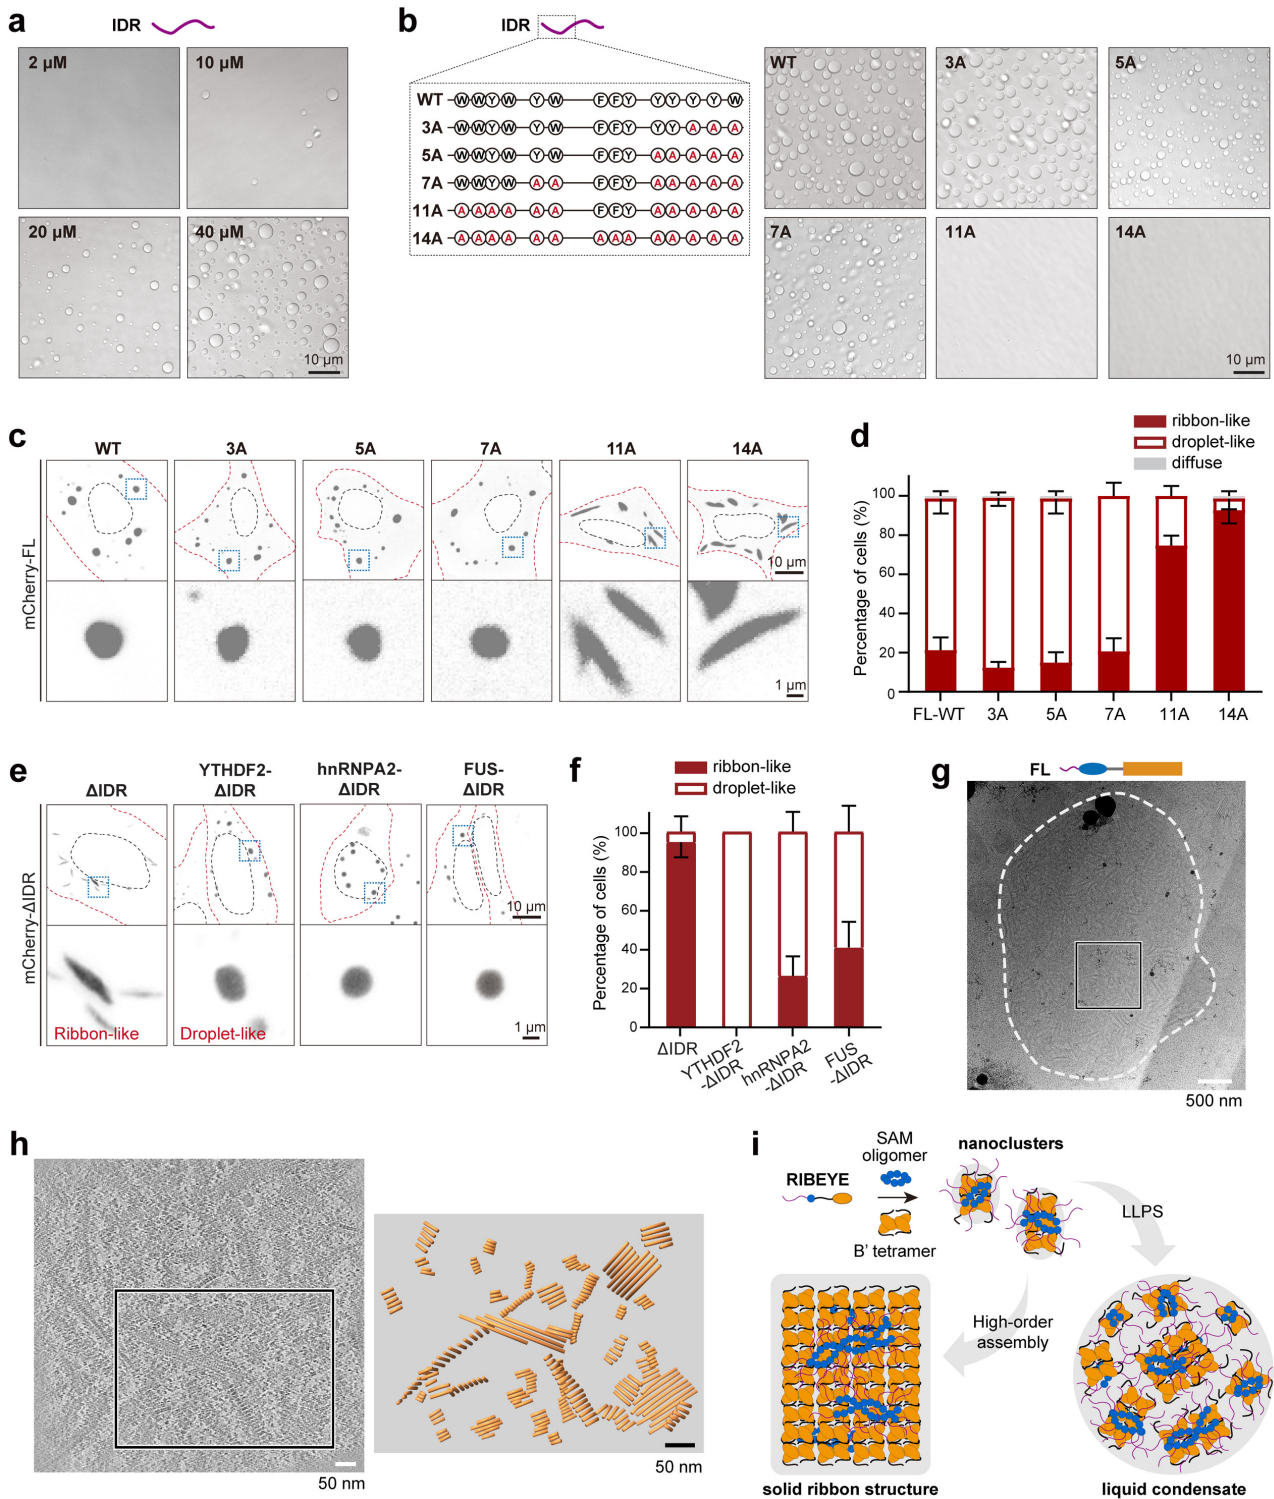 a
IDR
2 µM
10 µM
20 µM
40 µM
10 µm
b
IDR
WT W W Y W Y W F F Y Y Y Y Y W
3A W W Y W Y W F F Y Y Y A A A
5A W W Y W Y W F F Y A A A A A
7A W W Y W A A F F Y A A A A A
11A A A A A A A F F Y A A A A A
14A A A A A A A A A A A A A A A
WT
3A
5A
7A
11A
14A
10 µm
c
WT
3A
5A
7A
11A
14A
mCherry-FL
10 µm
1 µm
d
ribbon-like
droplet-like
diffuse
Percentage of cells (%)
100
80
60
40
20
0
FL-WT
3A
5A
7A
11A
14A
e
ΔIDR
YTHDF2-
ΔIDR
hnRNPA2-
ΔIDR
FUS-
ΔIDR
mCherry-ΔIDR
10 µm
Ribbon-like
Droplet-like
1 µm
f
ribbon-like
droplet-like
Percentage of cells (%)
100
80
60
40
20
0
ΔIDR
YTHDF2
-ΔIDR
hnRNPA2
-ΔIDR
FUS
-ΔIDR
g
FL
500 nm
h
50 nm
50 nm
i
RIBEYE
SAM
oligomer
B' tetramer
nanoclusters
LLPS
High-order
assembly
solid ribbon structure
liquid condensate